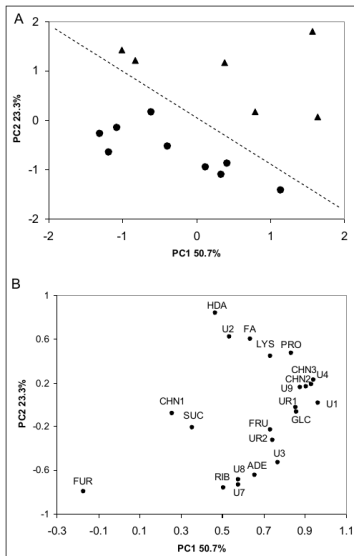 A
2
1
0
-1
-2
-2 -1 0 1 2
PC2 23.3%
PC1 50.7%
B
1
0.6
0.2
-0.2
-0.6
-1
-0.3 -0.1 0.1 0.3 0.5 0.7 0.9 1.1
PC2 23.3%
PC1 50.7%
HDA
U2
FA
LYS
PRO
CHN3
CHN2
U4
U9
CHN1
UR1
U1
SUC
GLC
FRU
UR2
U3
U8
ADE
FUR
RIB
U7